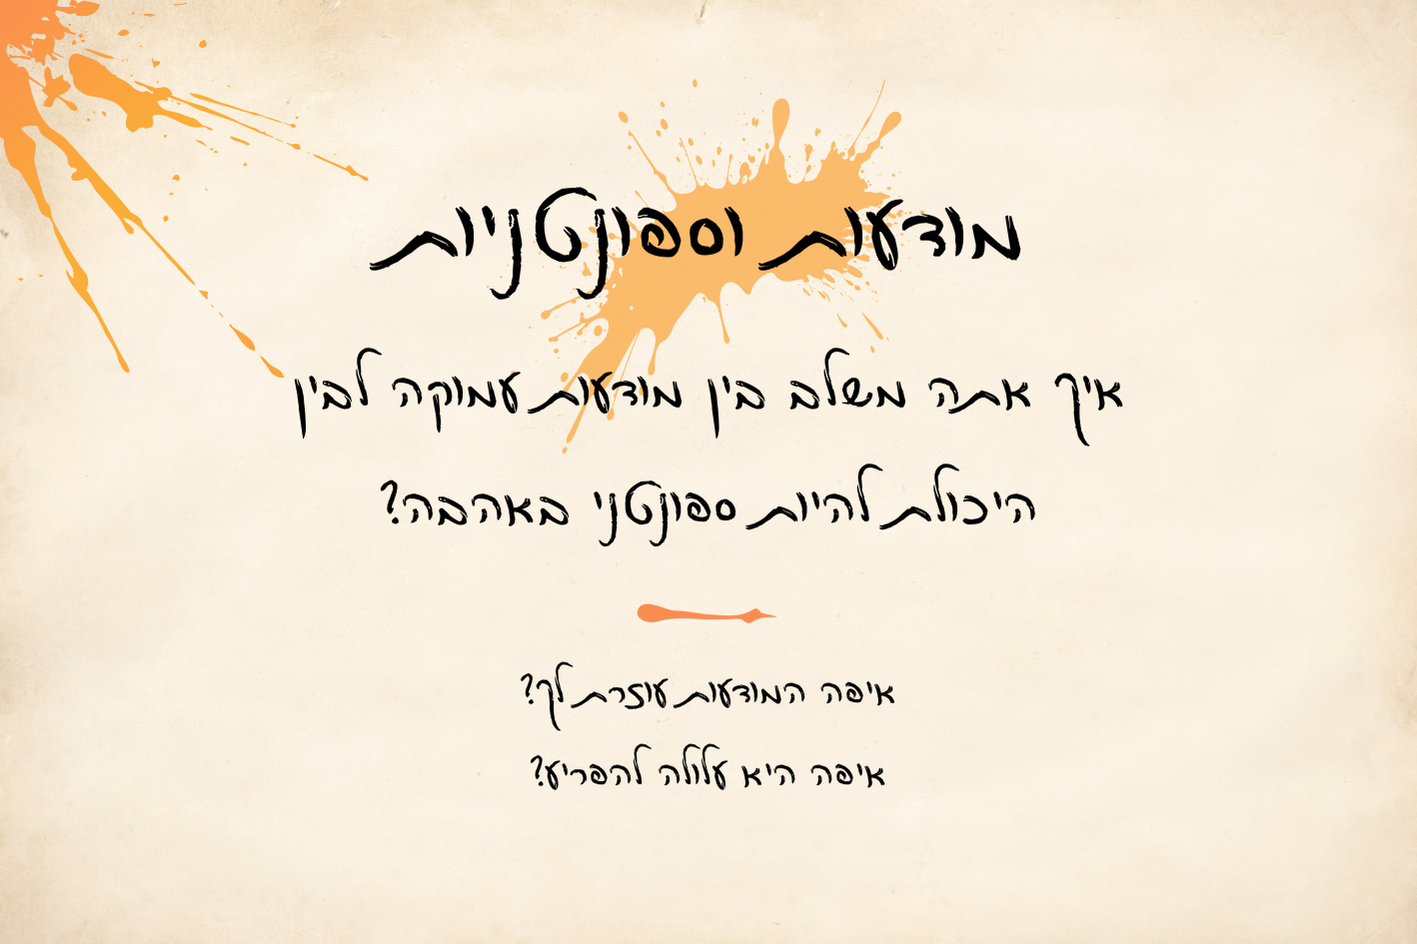 מודעות וספונטניות
איך אתה משלב בין מודעות עמוקה לבין
היכולת להיות ספונטני באהבה?
איפה המודעות עוזרת לך?
איפה היא עלולה להפריע?